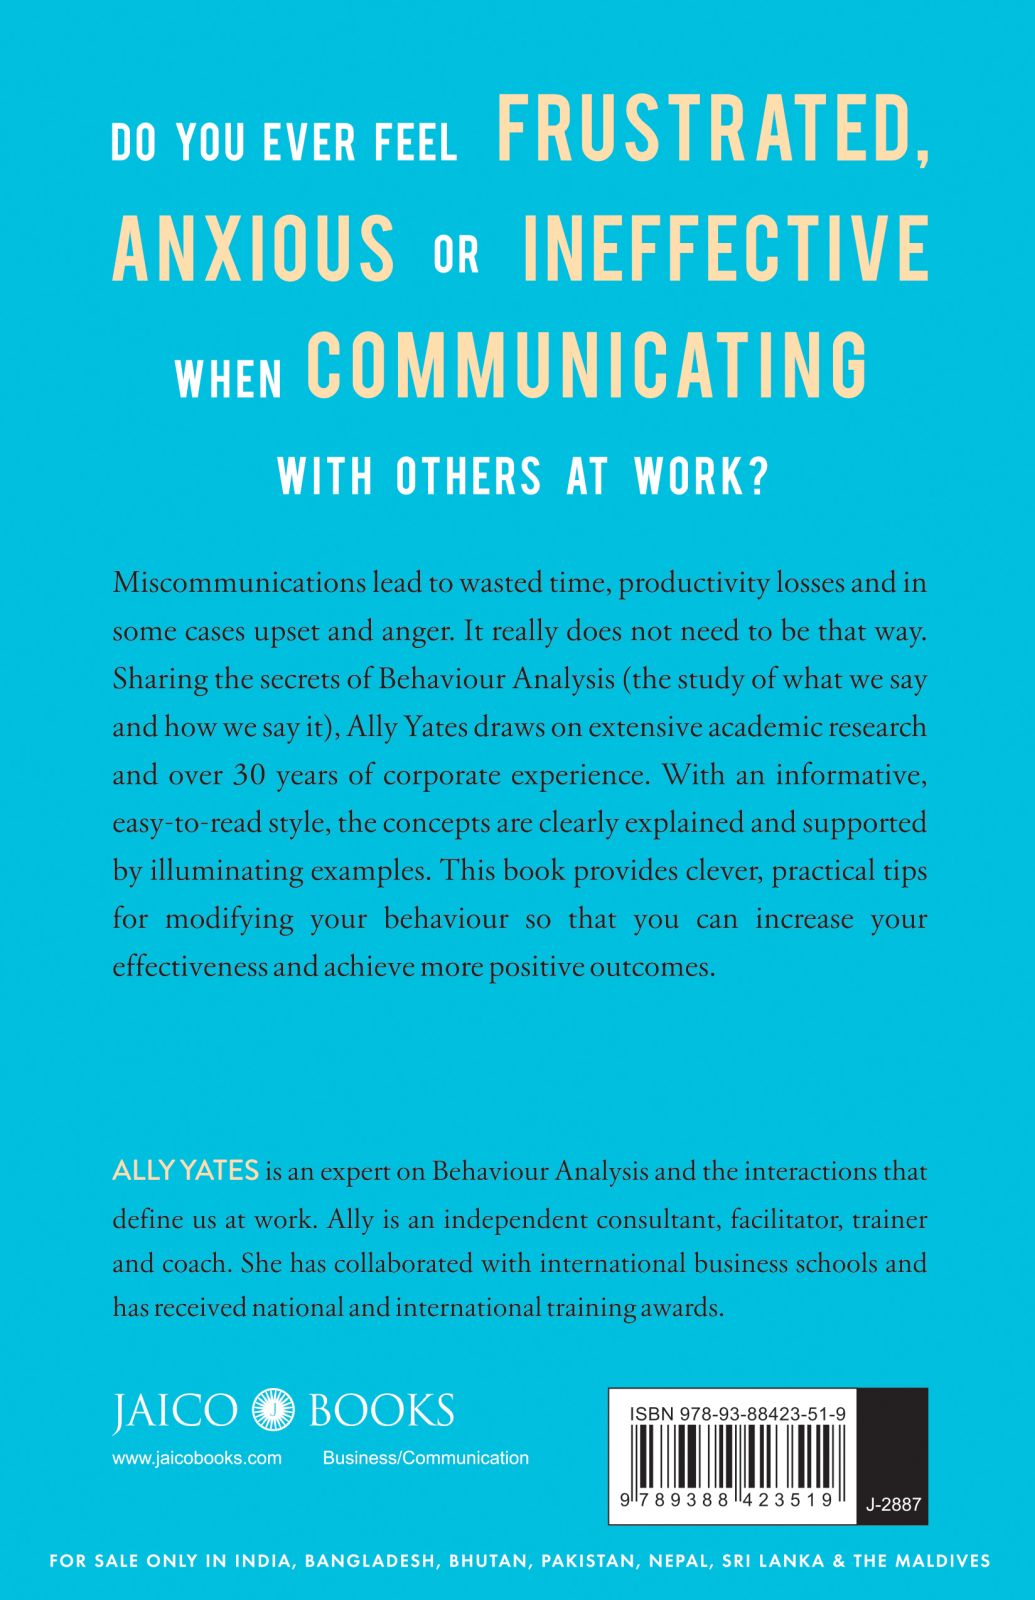 DO YOU EVER FEEL FRUSTRATED,
ANXIOUS OR INEFFECTIVE
WHEN COMMUNICATING
WITH OTHERS AT WORK?
Miscommunications lead to wasted time, productivity losses and in
some cases upset and anger. It really does not need to be that way.
Sharing the secrets of Behaviour Analysis (the study of what we say
and how we say it), Ally Yates draws on extensive academic research
and over 30 years of corporate experience. With an informative,
easy-to-read style, the concepts are clearly explained and supported
by illuminating examples. This book provides clever, practical tips
for modifying your behaviour so that you can increase your
effectiveness and achieve more positive outcomes.
ALLY YATES is an expert on Behaviour Analysis and the interactions that
define us at work. Ally is an independent consultant, facilitator, trainer
and coach. She has collaborated with international business schools and
has received national and international training awards.
JAICO J BOOKS
www.jaicobooks.com Business/Communication
ISBN 978-93-88423-51-9
9 789388 423519
J-2887
FOR SALE ONLY IN INDIA, BANGLADESH, BHUTAN, PAKISTAN, NEPAL, SRI LANKA & THE MALDIVES